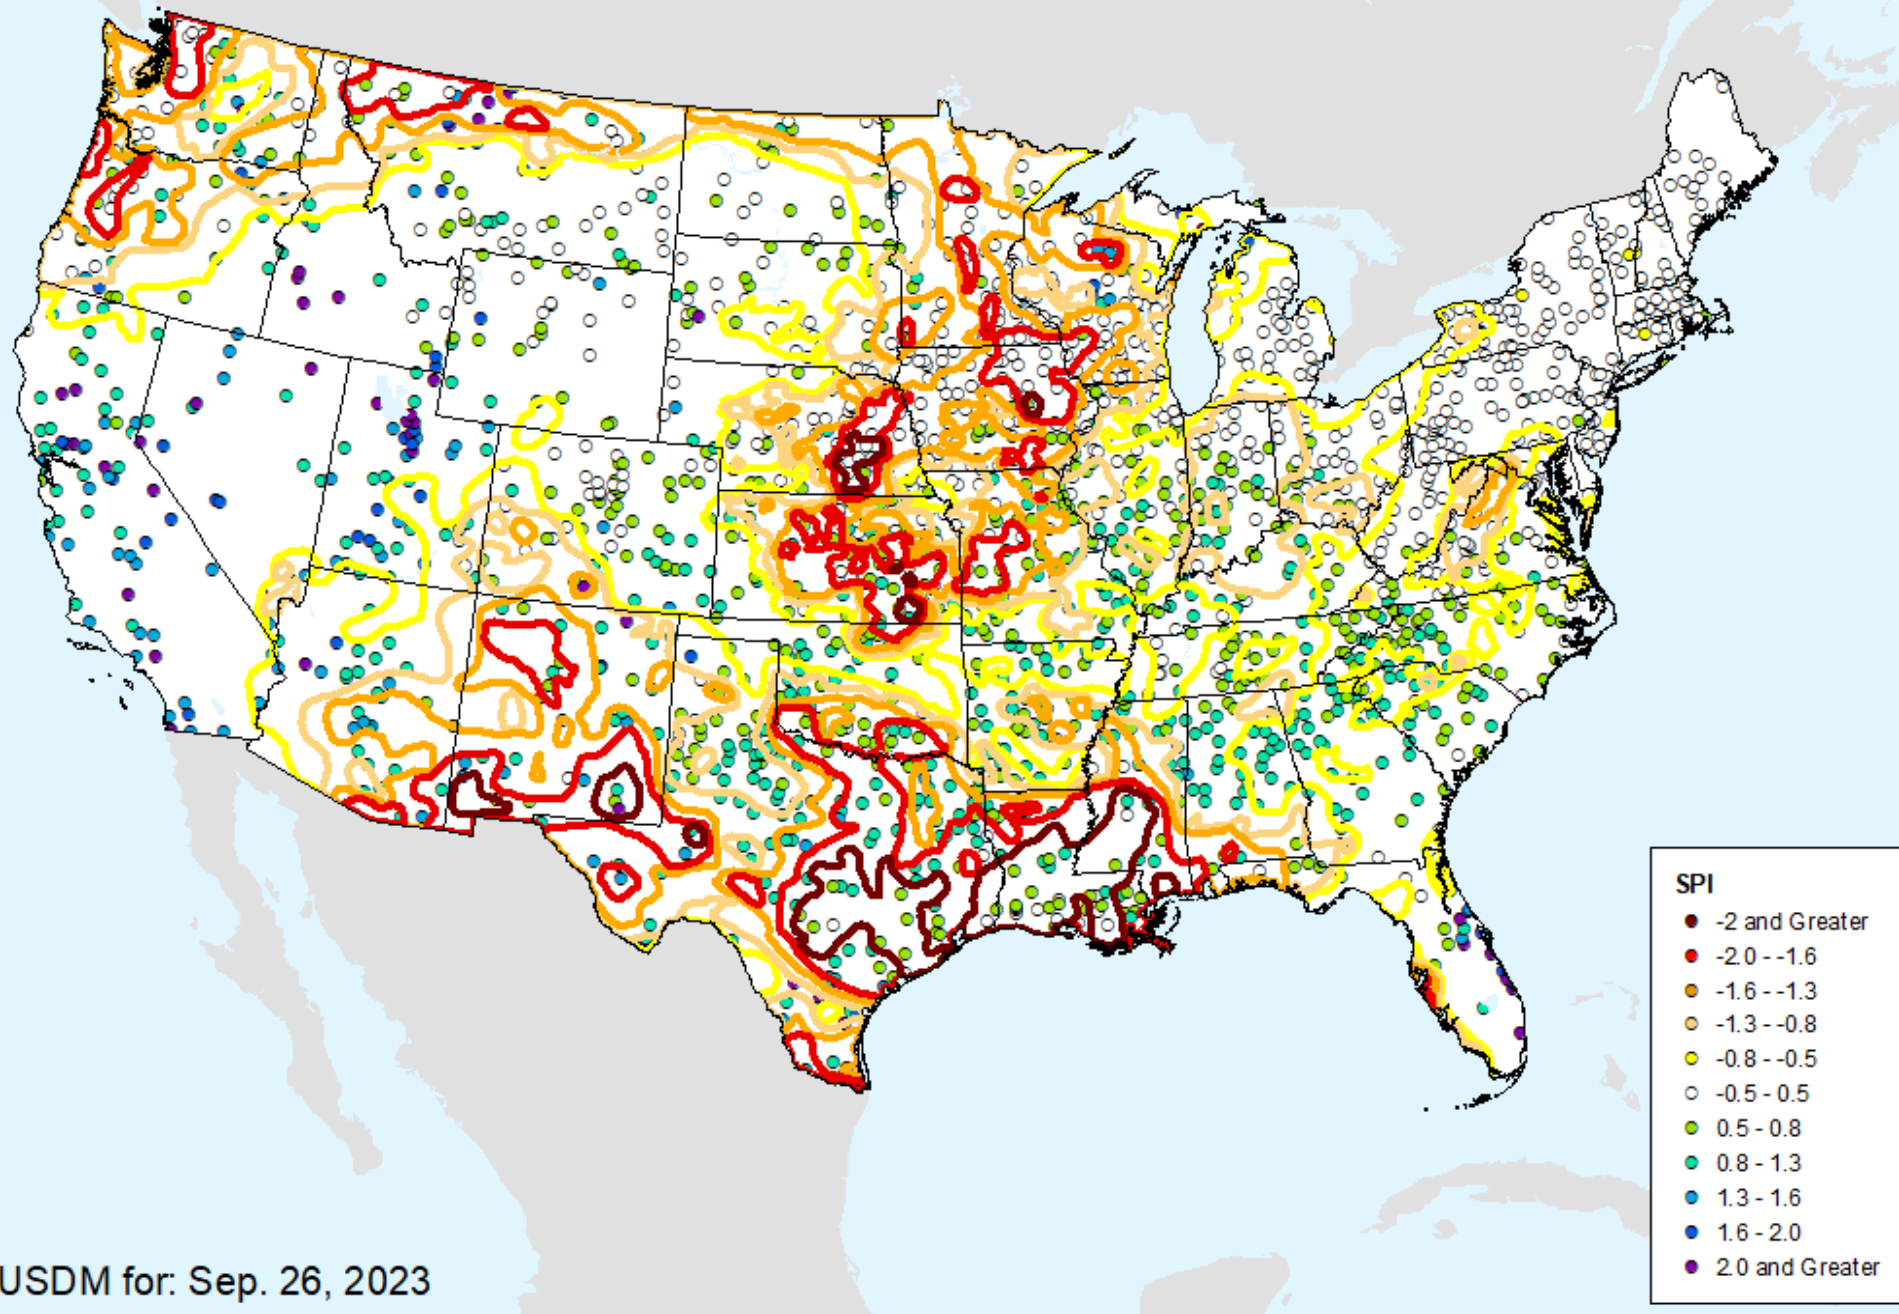 SPI
-2 and Greater
-2.0 - -1.6
-1.6 - -1.3
-1.3 - -0.8
-0.8 - -0.5
-0.5 - 0.5
0.5 - 0.8
0.8 - 1.3
1.3 - 1.6
1.6 - 2.0
2.0 and Greater
USDM for: Sep. 26, 2023